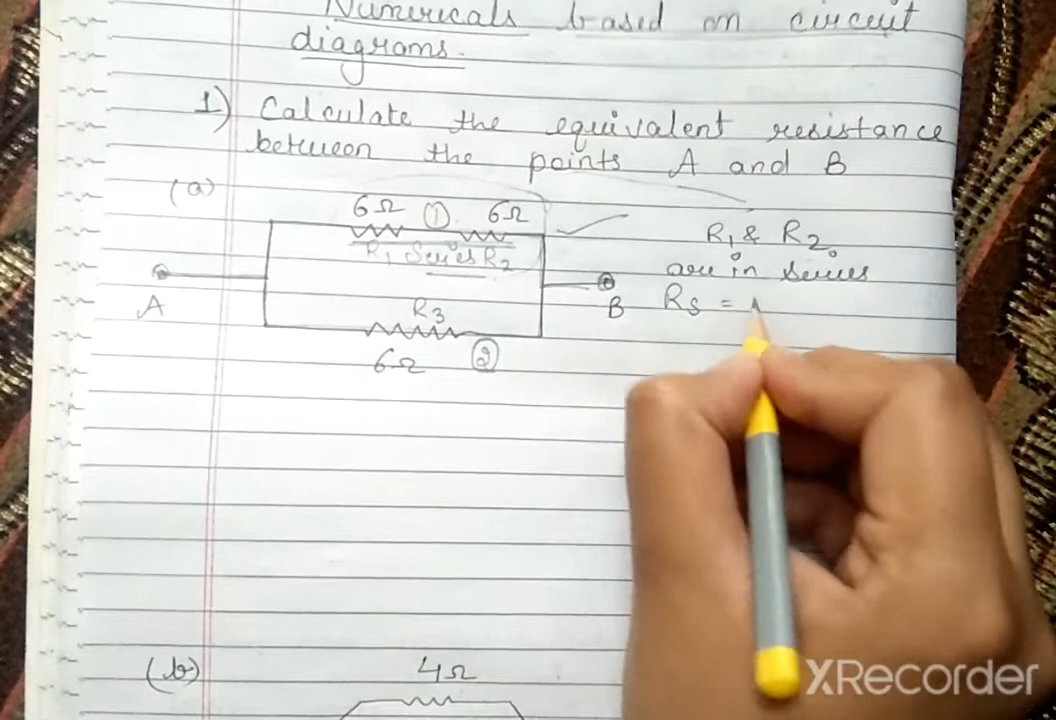 Numericals based on circuit
diagrams.
1) Calculate the equivalent resistance
between the points A and B
(a)
6Ω ① 6Ω
R1 Series R2
A
R3
6Ω ②
B
R1 & R2
are in series
Rs =
(b)
4Ω
XRecorder